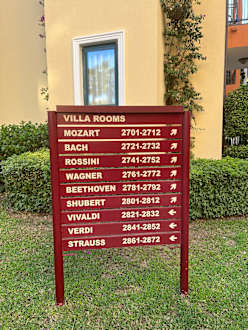 VILLA ROOMS
MOZART 2701-2712 ↗
BACH 2721-2732 ↗
ROSSINI 2741-2752 ↗
WAGNER 2761-2772 ↗
BEETHOVEN 2781-2792 ↗
SHUBERT 2801-2812 ↗
VIVALDI 2821-2832 ←
VERDI 2841-2852 ←
STRAUSS 2861-2872 ←